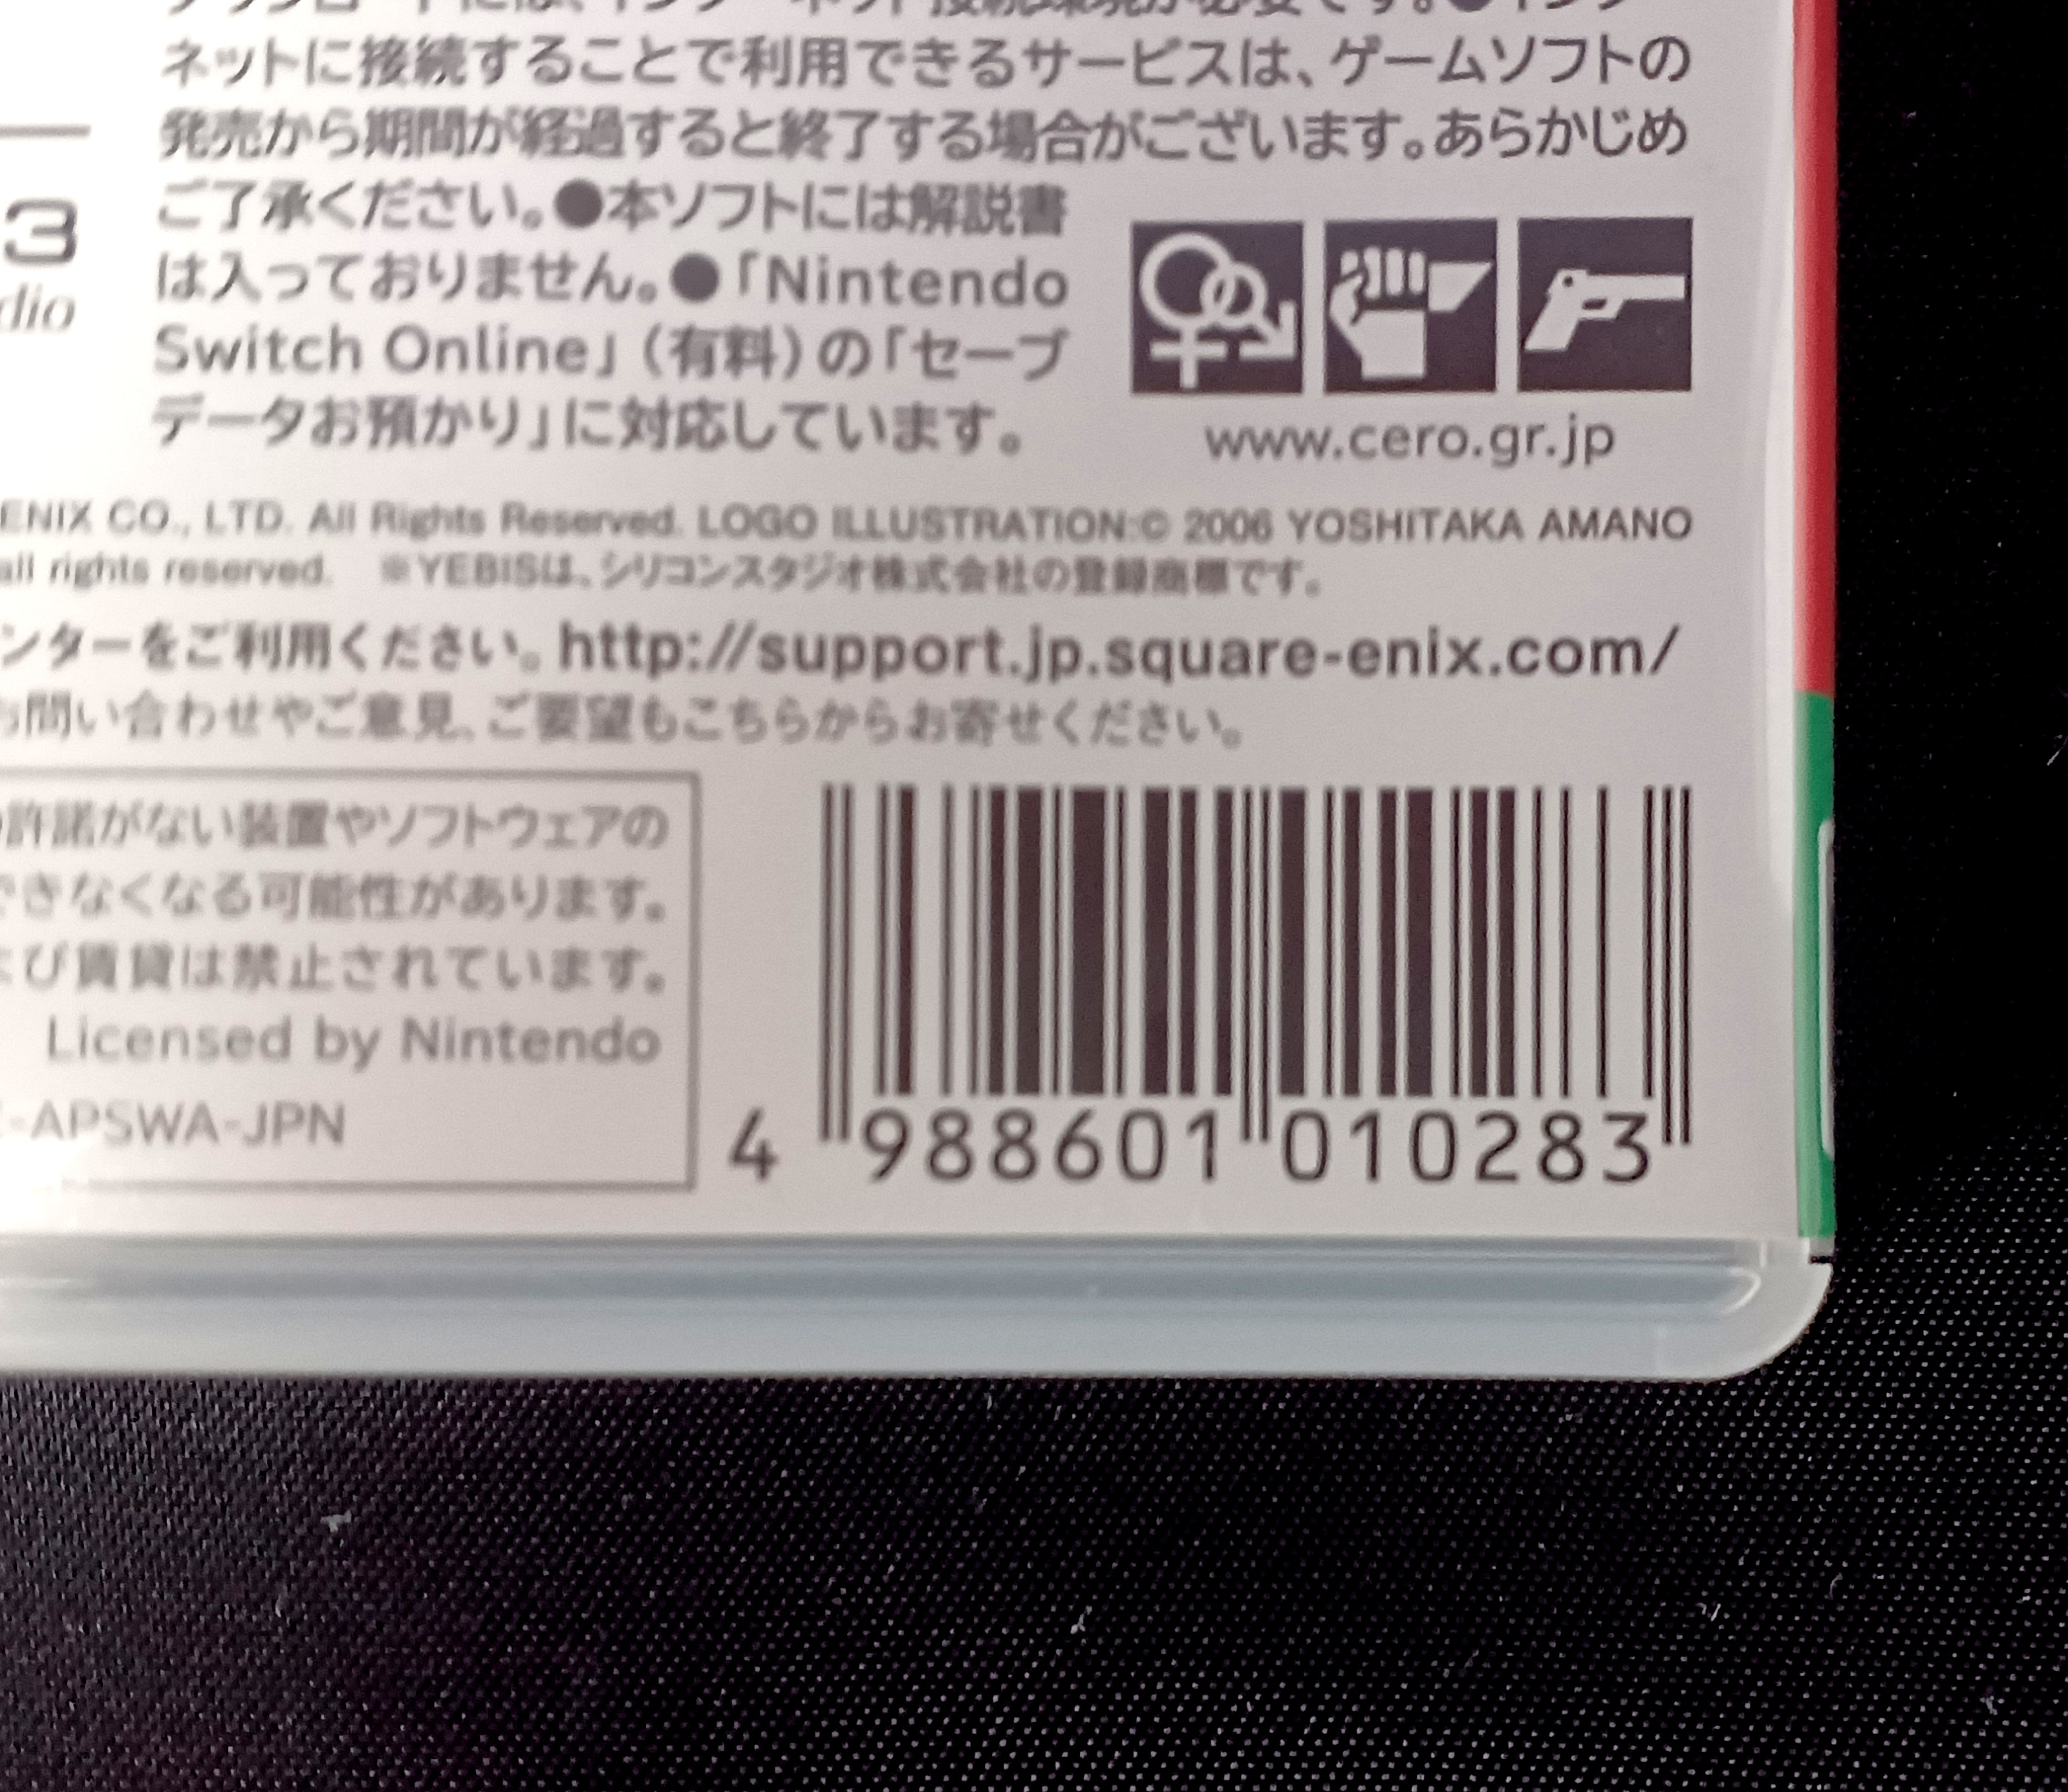 ネットに接続することで利用できるサービスは、ゲームソフトの
発売から期間が経過すると終了する場合がございます。あらかじめ
ご了承ください。●本ソフトには解説書
は入っておりません。●「Nintendo
Switch Online」(有料)の「セーブ
データお預かり」に対応しています。
3
dio
www.cero.gr.jp
ENIX CO., LTD. All Rights Reserved. LOGO ILLUSTRATION:© 2006 YOSHITAKA AMANO
all rights reserved. ※YEBISは、シリコンスタジオ株式会社の登録商標です。
ンターをご利用ください。http://support.jp.square-enix.com/
問い合わせやご意見、ご要望もこちらからお寄せください。
許諾がない装置やソフトウェアの
できなくなる可能性があります。
よび賃貸は禁止されています。
Licensed by Nintendo
-APSWA-JPN
4 988601 010283